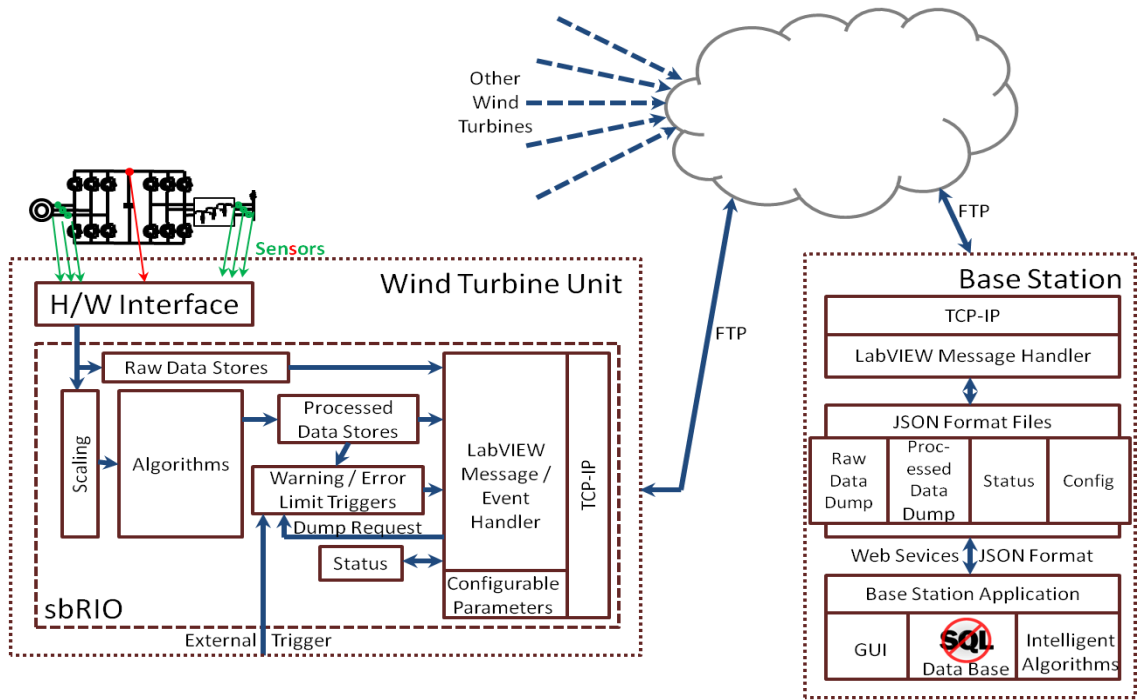 Other
Wind
Turbines
FTP
FTP
Sensors
Wind Turbine Unit
H/W Interface
Raw Data Stores
Scaling
Algorithms
Processed
Data Stores
Warning / Error
Limit Triggers
Dump Request
Status
LabVIEW
Message /
Event
Handler
Configurable
Parameters
TCP-IP
sbRIO
External Trigger
Base Station
TCP-IP
LabVIEW Message Handler
JSON Format Files
Raw
Data
Dump
Proc-
essed
Data
Dump
Status
Config
Web Sevices JSON Format
Base Station Application
GUI
SQL
Data Base
Intelligent
Algorithms